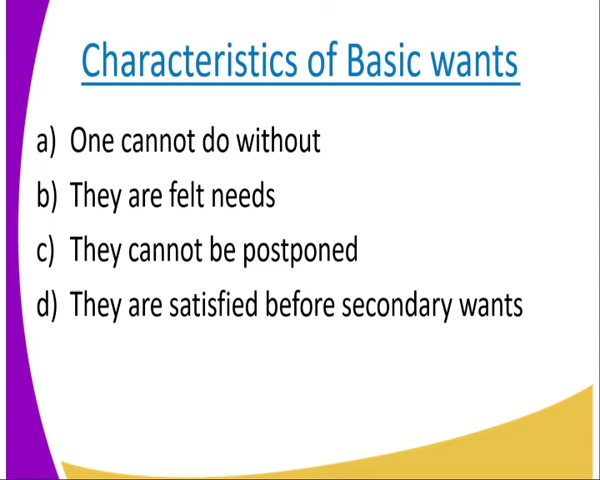 Characteristics of Basic wants
a) One cannot do without
b) They are felt needs
c) They cannot be postponed
d) They are satisfied before secondary wants